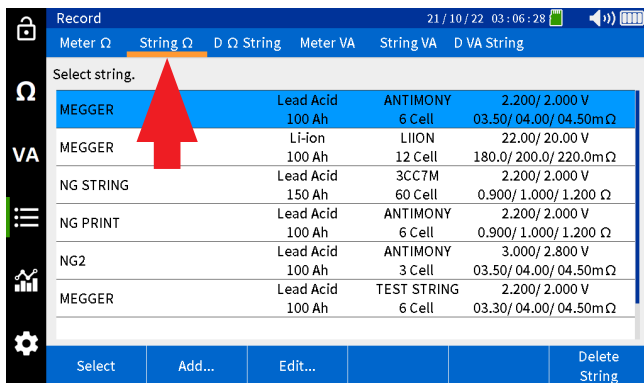 Record 21/10/22 03:06:28
Meter Ω String Ω D Ω String Meter VA String VA D VA String
Select string.
Ω
VA
MEGGER Lead Acid ANTIMONY 2.200/ 2.000 V
100 Ah 6 Cell 03.50/ 04.00/ 04.50mΩ
MEGGER Li-ion LIION 22.00/ 20.00 V
100 Ah 12 Cell 180.0/ 200.0/ 220.0mΩ
NG STRING Lead Acid 3CC7M 2.200/ 2.000 V
150 Ah 60 Cell 0.900/ 1.000/ 1.200 Ω
NG PRINT Lead Acid ANTIMONY 2.200/ 2.000 V
100 Ah 6 Cell 0.900/ 1.000/ 1.200 Ω
NG2 Lead Acid ANTIMONY 3.000/ 2.800 V
100 Ah 3 Cell 03.50/ 04.00/ 04.50mΩ
MEGGER Lead Acid TEST STRING 2.200/ 2.000 V
100 Ah 6 Cell 03.30/ 04.00/ 04.50mΩ
Select Add... Edit... Delete
String